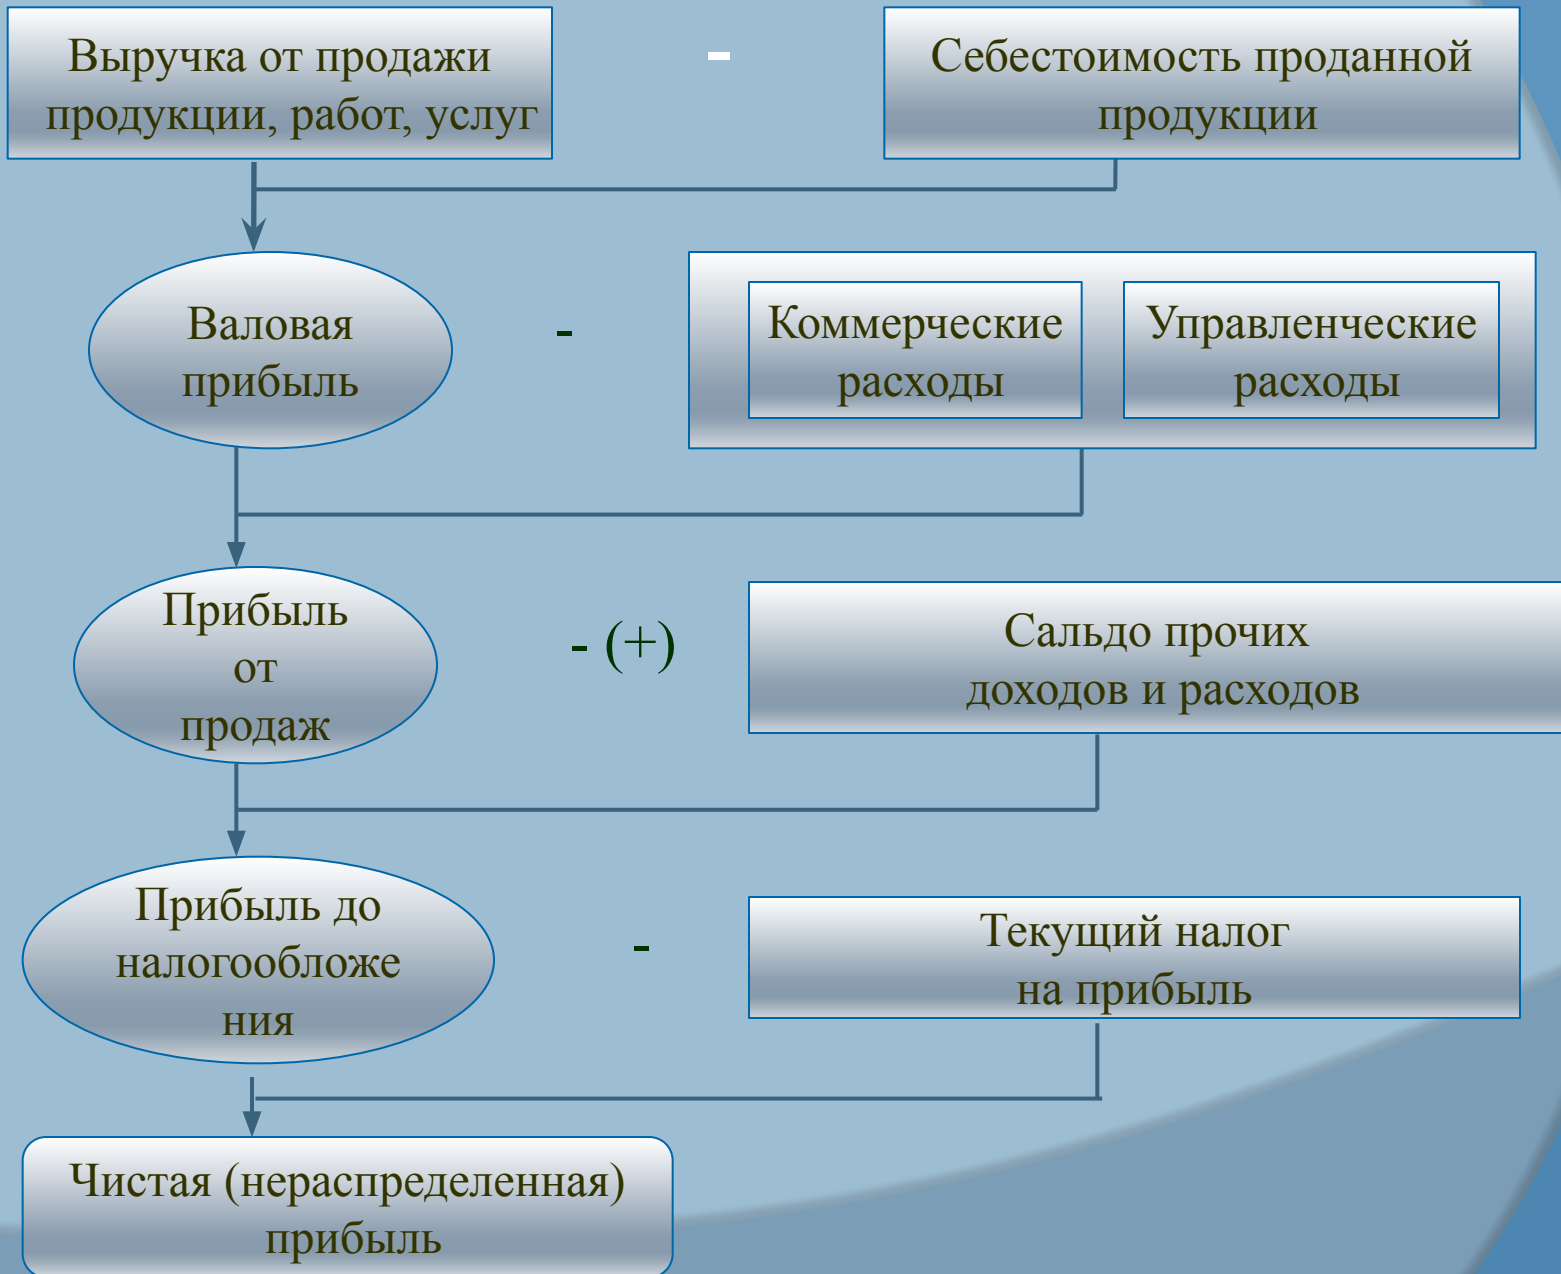 Выручка от продажи
продукции, работ, услуг
-
Себестоимость проданной
продукции
Валовая
прибыль
-
Коммерческие
расходы
Управленческие
расходы
Прибыль
от
продаж
- (+)
Сальдо прочих
доходов и расходов
Прибыль до
налогообложе
ния
-
Текущий налог
на прибыль
Чистая (нераспределенная)
прибыль